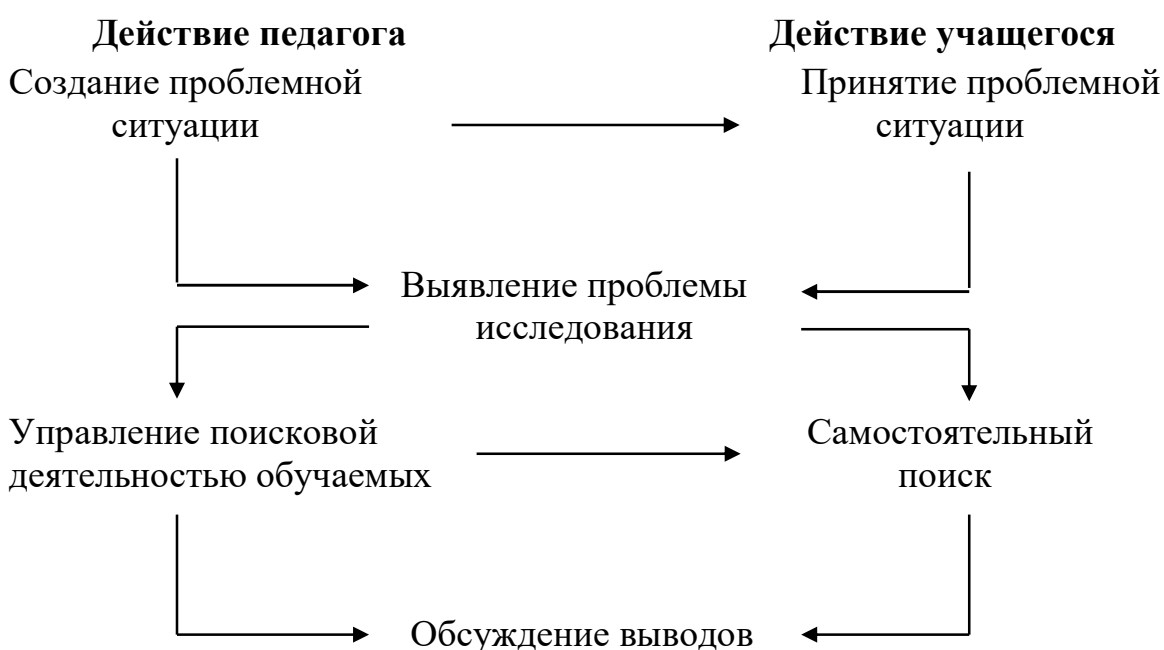 Действие педагога
Действие учащегося
Создание проблемной
ситуации
Принятие проблемной
ситуации
Выявление проблемы
исследования
Управление поисковой
деятельностью обучаемых
Самостоятельный
поиск
Обсуждение выводов